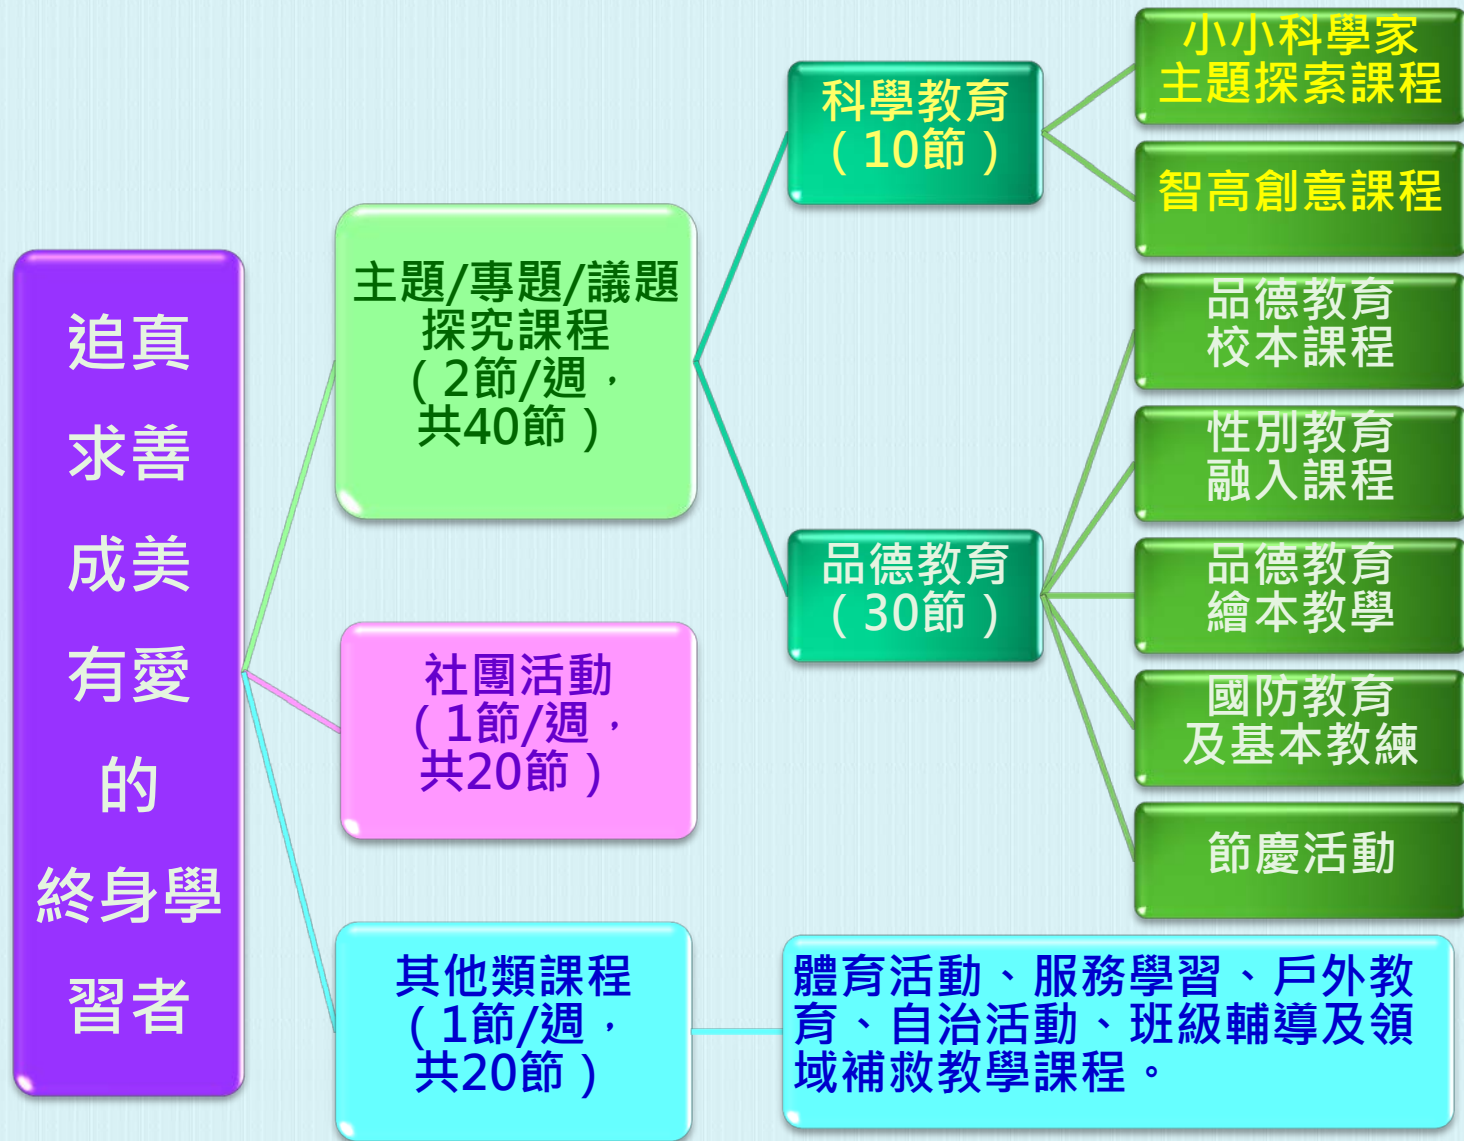 追真
求善
成美
有愛
的
終身學
習者
主題/專題/議題
探究課程
（2節/週，
共40節）
社團活動
（1節/週，
共20節）
其他類課程
（1節/週，
共20節）
科學教育
（10節）
品德教育
（30節）
小小科學家
主題探索課程
智高創意課程
品德教育
校本課程
性別教育
融入課程
品德教育
繪本教學
國防教育
及基本教練
節慶活動
體育活動、服務學習、戶外教
育、自治活動、班級輔導及領
域補救教學課程。